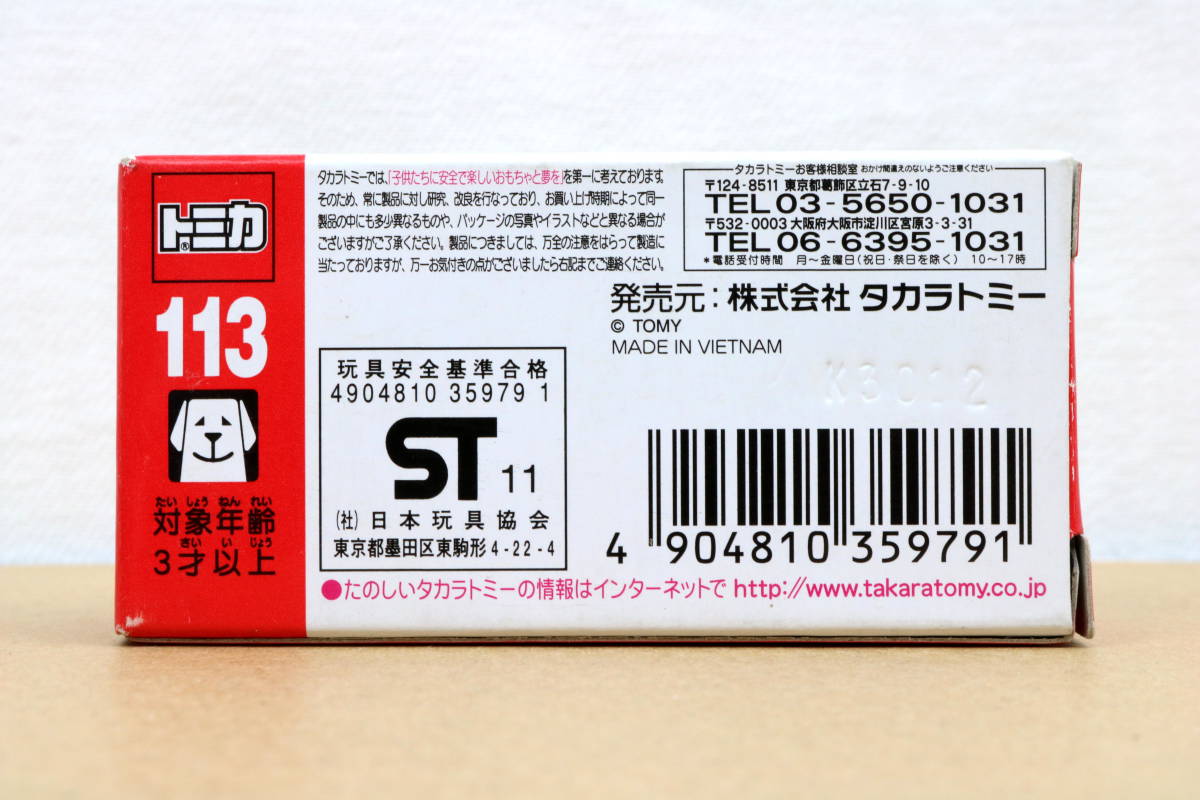 トミカ
®
113
たい しょう ねん れい
対象年齢
さい い じょう
3才以上
タカラトミーでは、「子供たちに安全で楽しいおもちゃと夢を」を第一に考えております。
そのため、常に製品に対し研究、改良を行なっており、お買い上げ時期によって同一
製品の中にも多少異なるものや、パッケージの写真やイラストなどと異なる場合が
ございますがご了承ください。製品につきましては、万全の注意をはらって製造に
当たっておりますが、万一お気付きの点がございましたら右記までご連絡ください。
タカラトミーお客様相談室 おかけ間違えのないようご注意ください
〒124-8511 東京都葛飾区立石7-9-10
TEL 03-5650-1031
〒532-0003 大阪府大阪市淀川区宮原3-3-31
TEL 06-6395-1031
*電話受付時間 月~金曜日(祝日・祭日を除く) 10~17時
発売元:株式会社 タカラトミー
© TOMY
MADE IN VIETNAM
K3012
玩具安全基準合格
4904810 35979 1
ST 11
(社)日本玩具協会
東京都墨田区東駒形4-22-4
4 904810 359791
●たのしいタカラトミーの情報はインターネットで http://www.takaratomy.co.jp